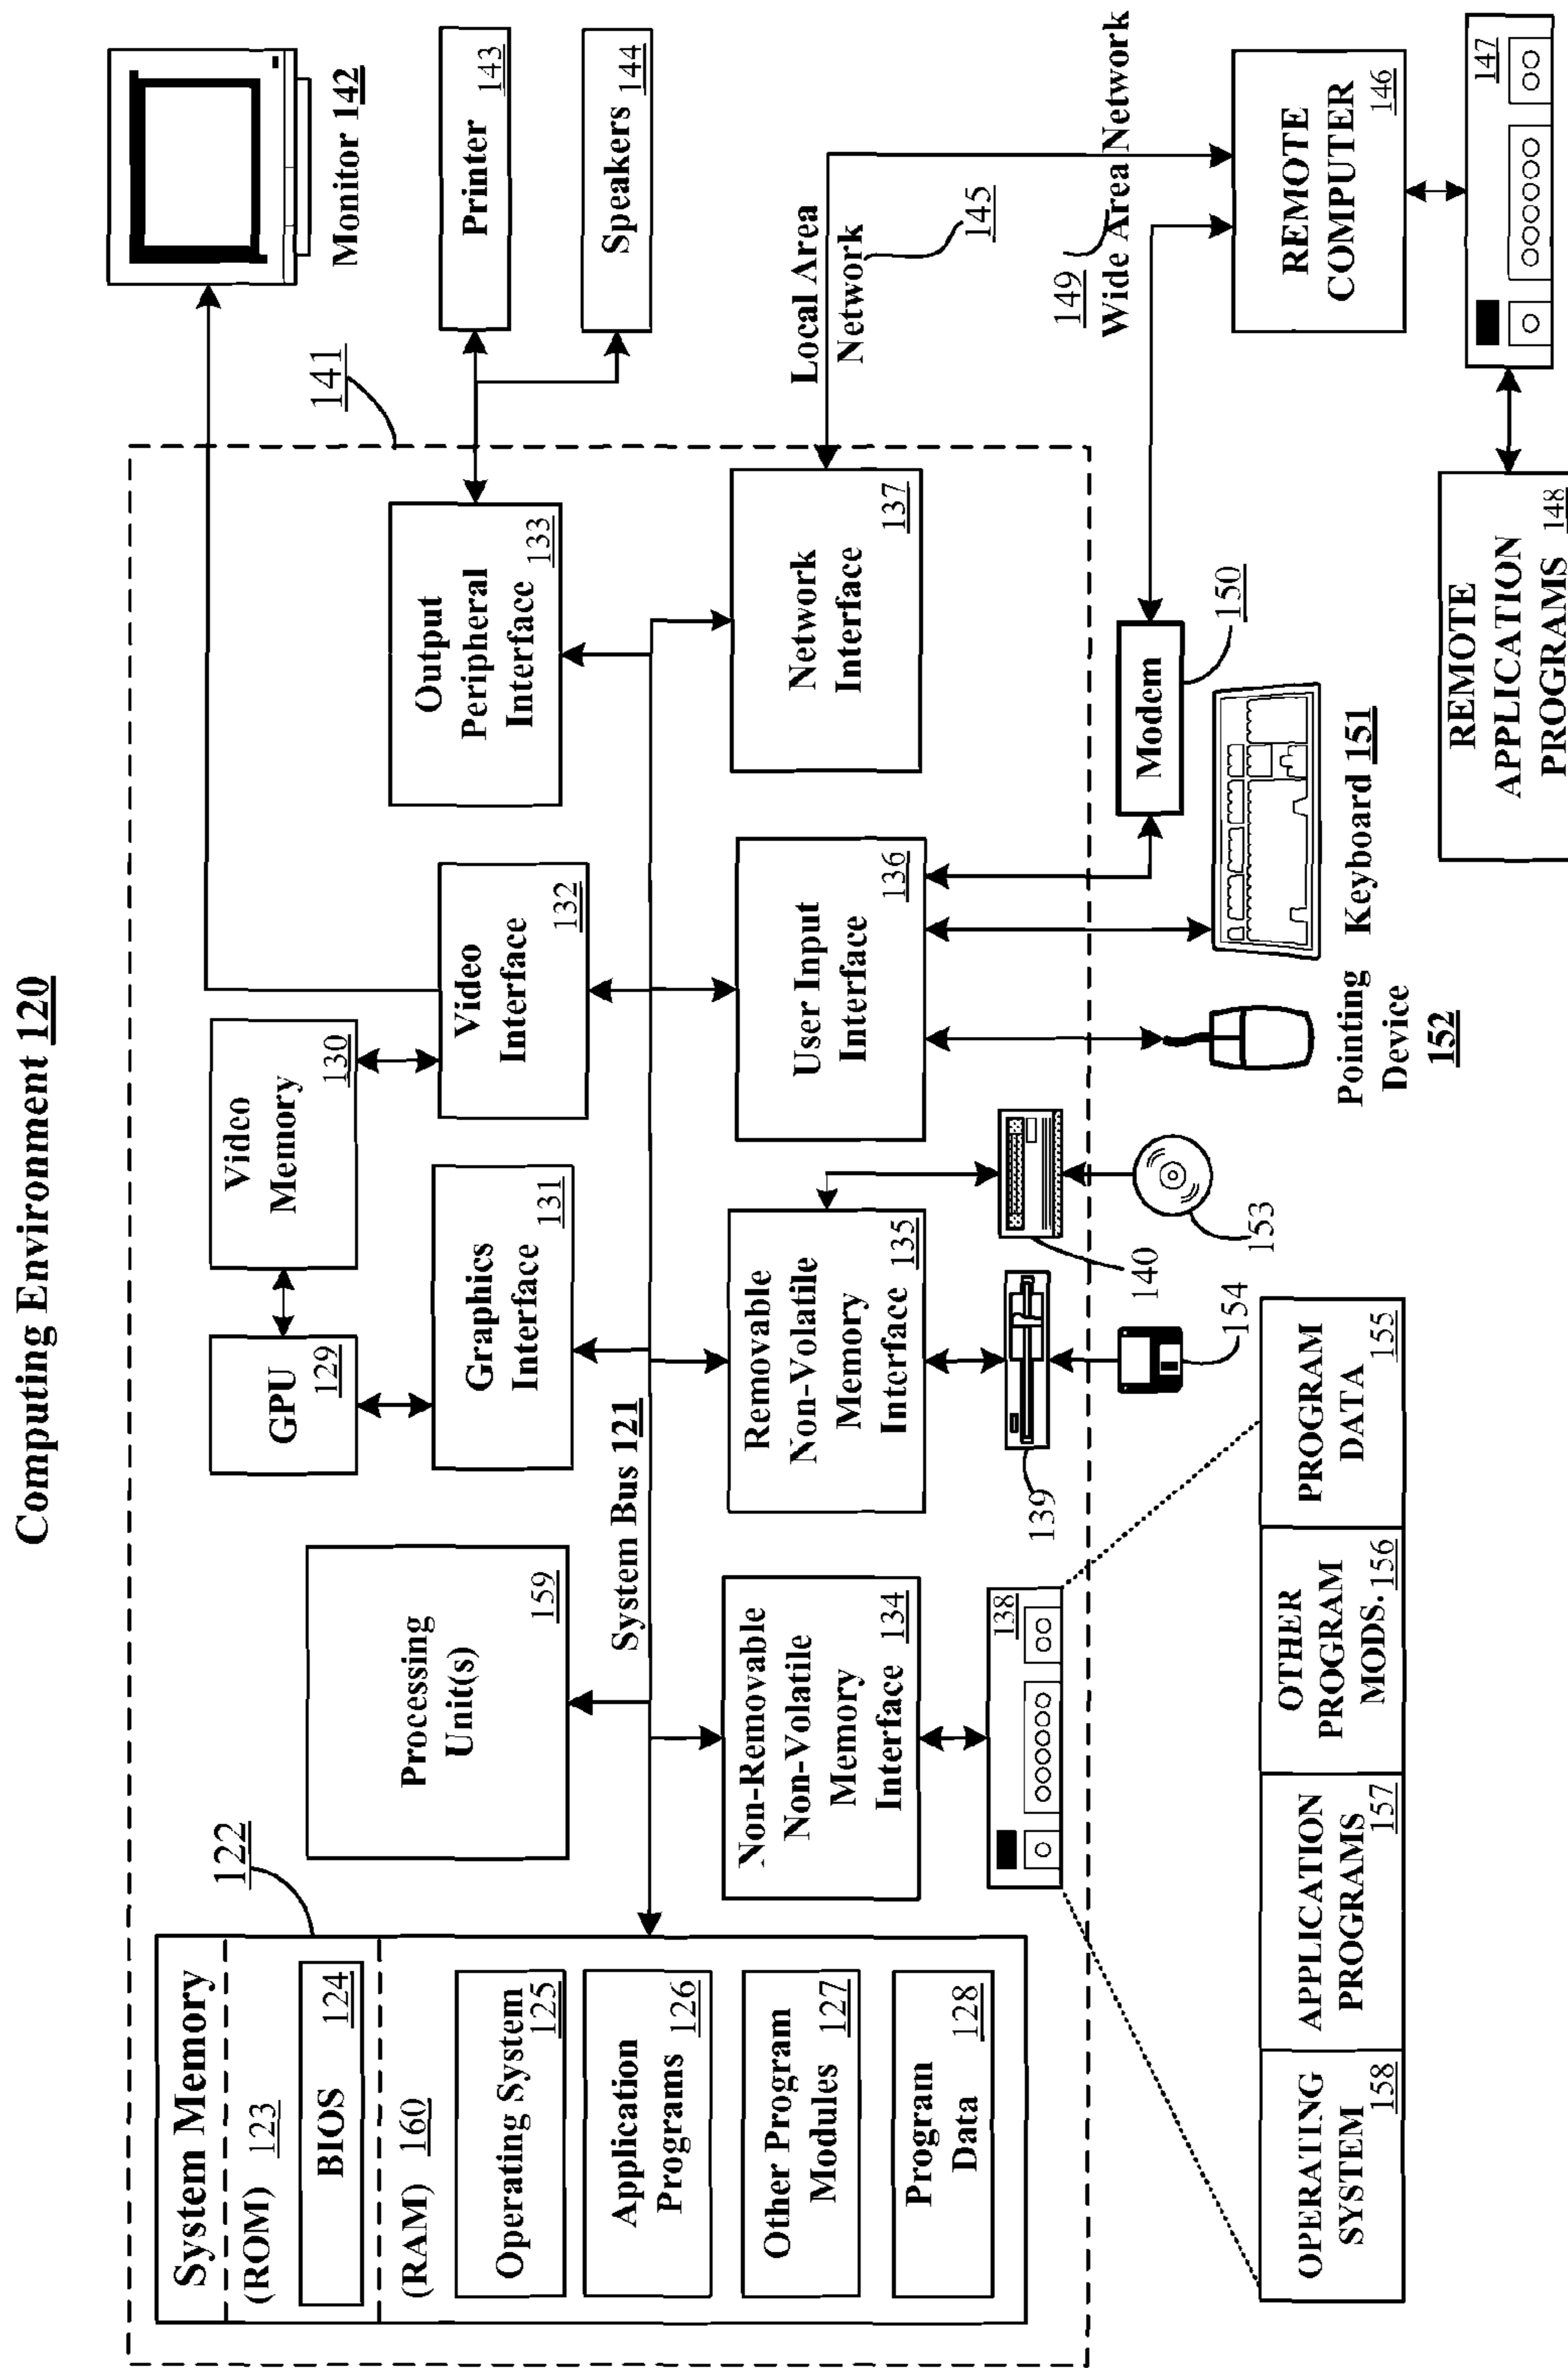 Computing Environment 120
System Memory
(ROM) 123
BIOS 124
(RAM) 160
Operating System
125
Application
Programs 126
Other Program
Modules 127
Program
Data 128
122
Processing
Unit(s)
159
System Bus 121
GPU
129
Video
Memory
130
Graphics
Interface
131
Video
Interface
132
Output
Peripheral
Interface
133
Non-Removable
Non-Volatile
Memory
Interface
134
Removable
Non-Volatile
Memory
Interface
135
User Input
Interface
136
Network
Interface
137
141
Monitor 142
Printer
143
Speakers
144
Local Area
Network
145
149
Wide Area Network
138
139
140
154
153
Pointing
Device
152
Keyboard 151
Modem
150
REMOTE
COMPUTER
146
147
REMOTE
APPLICATION
PROGRAMS 148
OPERATING
SYSTEM
158
APPLICATION
PROGRAMS
157
OTHER
PROGRAM
MODS. 156
PROGRAM
DATA
155